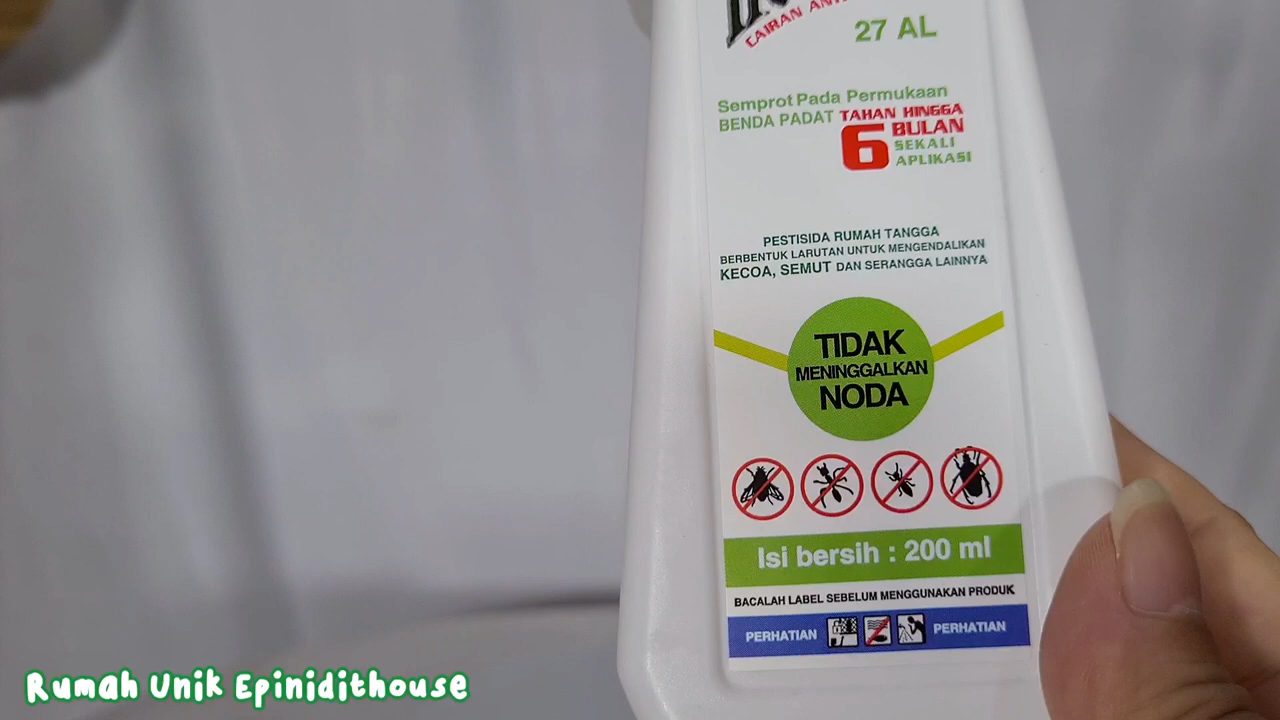 CAIRAN
27 AL
Semprot Pada Permukaan
BENDA PADAT TAHAN HINGGA
6 BULAN
SEKALI
APLIKASI
PESTISIDA RUMAH TANGGA
BERBENTUK LARUTAN UNTUK MENGENDALIKAN
KECOA, SEMUT DAN SERANGGA LAINNYA
TIDAK
MENINGGALKAN
NODA
Isi bersih : 200 ml
BACALAH LABEL SEBELUM MENGGUNAKAN PRODUK
PERHATIAN PERHATIAN
Rumah Unik Epinidithouse